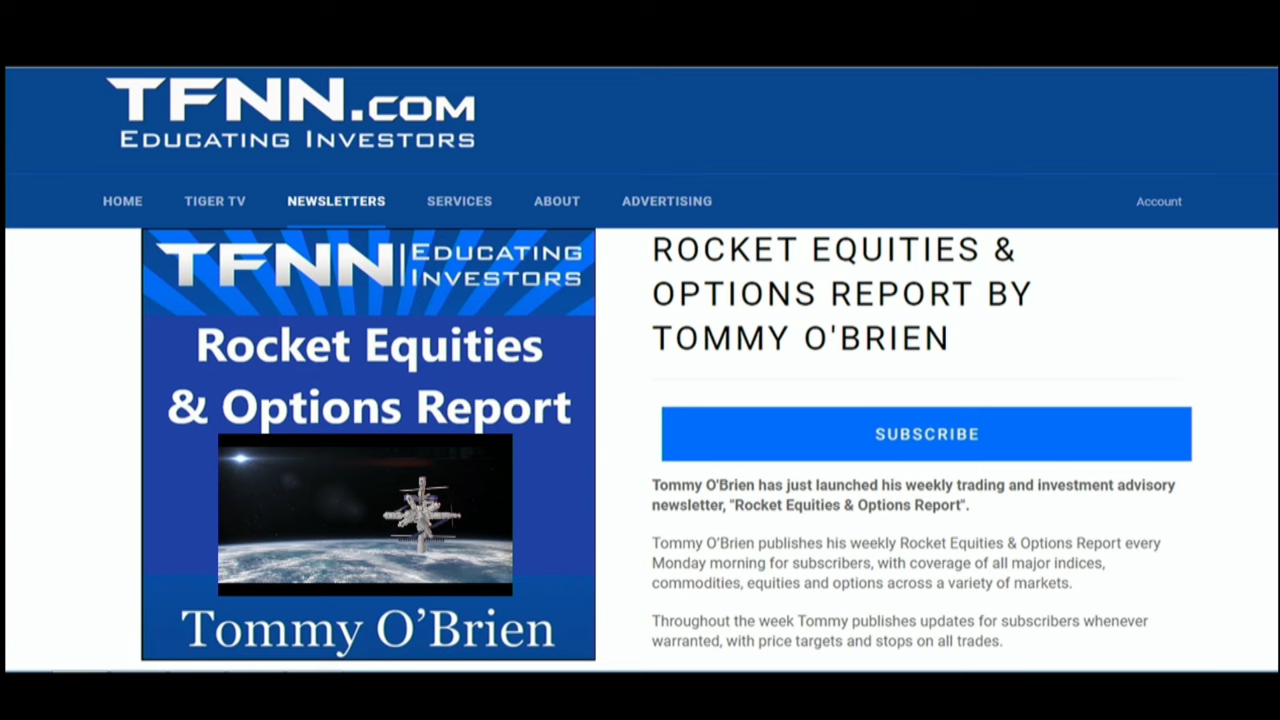 TFNN.COM
EDUCATING INVESTORS
HOME TIGER TV NEWSLETTERS SERVICES ABOUT ADVERTISING Account
TFNN EDUCATING
INVESTORS
Rocket Equities
& Options Report
Tommy O’Brien
ROCKET EQUITIES &
OPTIONS REPORT BY
TOMMY O'BRIEN
SUBSCRIBE
Tommy O'Brien has just launched his weekly trading and investment advisory
newsletter, "Rocket Equities & Options Report".
Tommy O’Brien publishes his weekly Rocket Equities & Options Report every
Monday morning for subscribers, with coverage of all major indices,
commodities, equities and options across a variety of markets.
Throughout the week Tommy publishes updates for subscribers whenever
warranted, with price targets and stops on all trades.